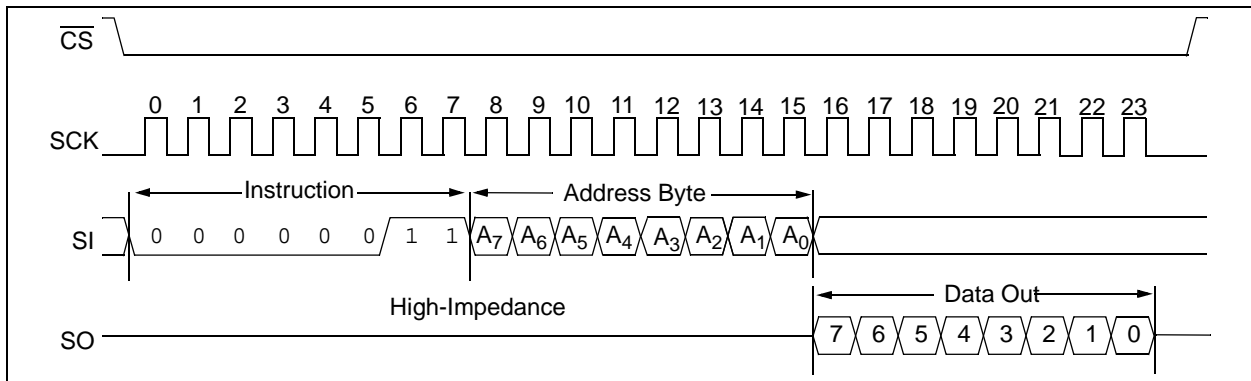 CS
0 1 2 3 4 5 6 7 8 9 10 11 12 13 14 15 16 17 18 19 20 21 22 23
SCK
Instruction Address Byte
SI 0 0 0 0 0 0 1 1 A7 A6 A5 A4 A3 A2 A1 A0
High-Impedance Data Out
SO 7 6 5 4 3 2 1 0